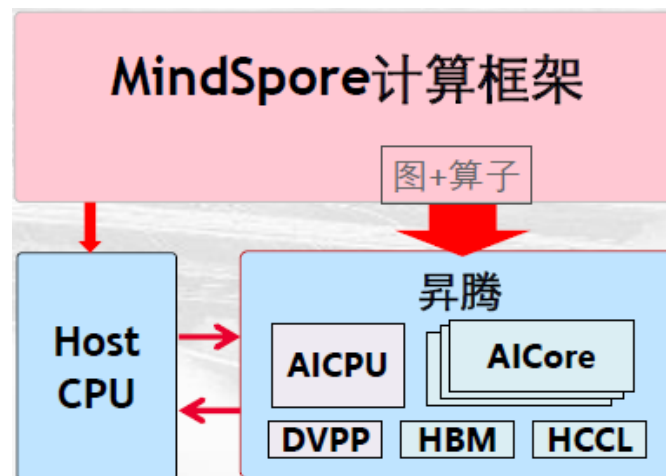 MindSpore计算框架
图+算子
昇腾
Host
CPU
AICPU
AICore
DVPP
HBM
HCCL